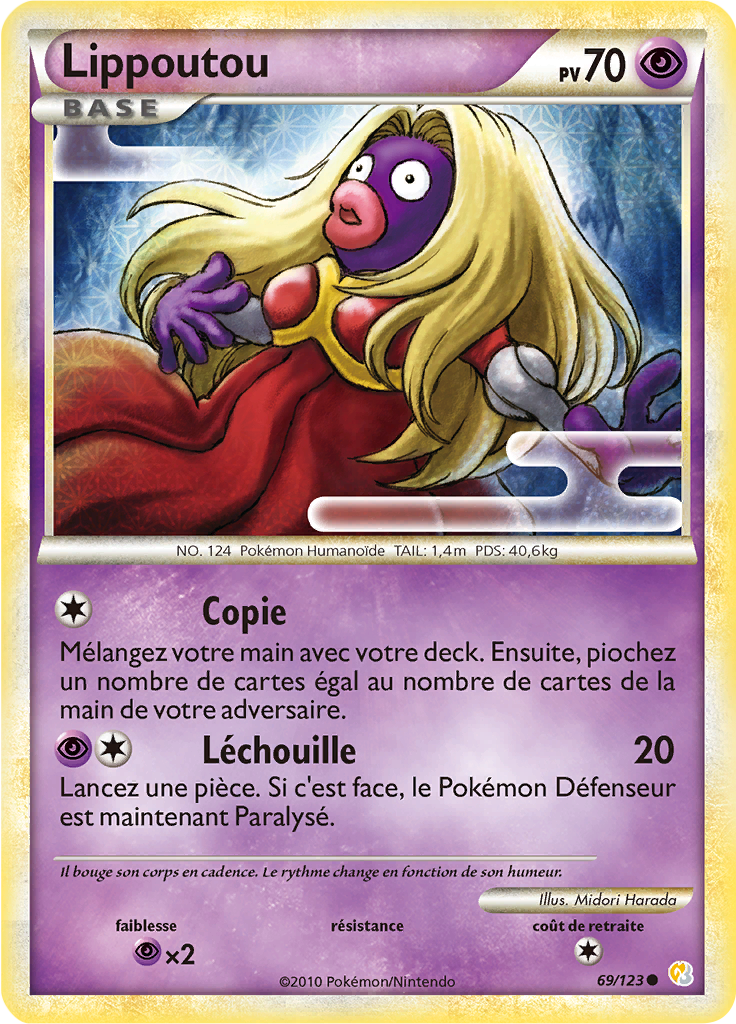 Lippoutou
PV 70
BASE
NO. 124 Pokémon Humanoïde TAIL: 1,4m PDS: 40,6kg
Copie
Mélangez votre main avec votre deck. Ensuite, piochez
un nombre de cartes égal au nombre de cartes de la
main de votre adversaire.
Léchouille 20
Lancez une pièce. Si c'est face, le Pokémon Défenseur
est maintenant Paralysé.
Il bouge son corps en cadence. Le rythme change en fonction de son humeur.
Illus. Midori Harada
faiblesse résistance coût de retraite
×2
©2010 Pokémon/Nintendo
69/123